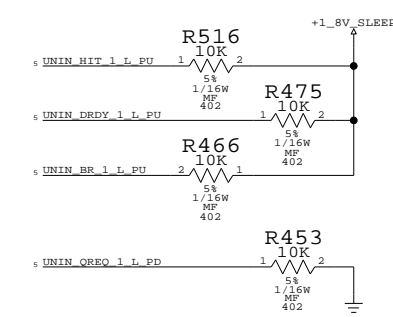 +1_8V_SLEEP
R516
10K
5 UNIN_HIT_1_L_PU 1 2
5%
1/16W
MF
402
R475
10K
5 UNIN_DRDY_1_L_PU 1 2
5%
1/16W
MF
402
R466
10K
5 UNIN_BR_1_L_PU 2 1
5%
1/16W
MF
402
R453
10K
5 UNIN_QREQ_1_L_PD 1 2
5%
1/16W
MF
402